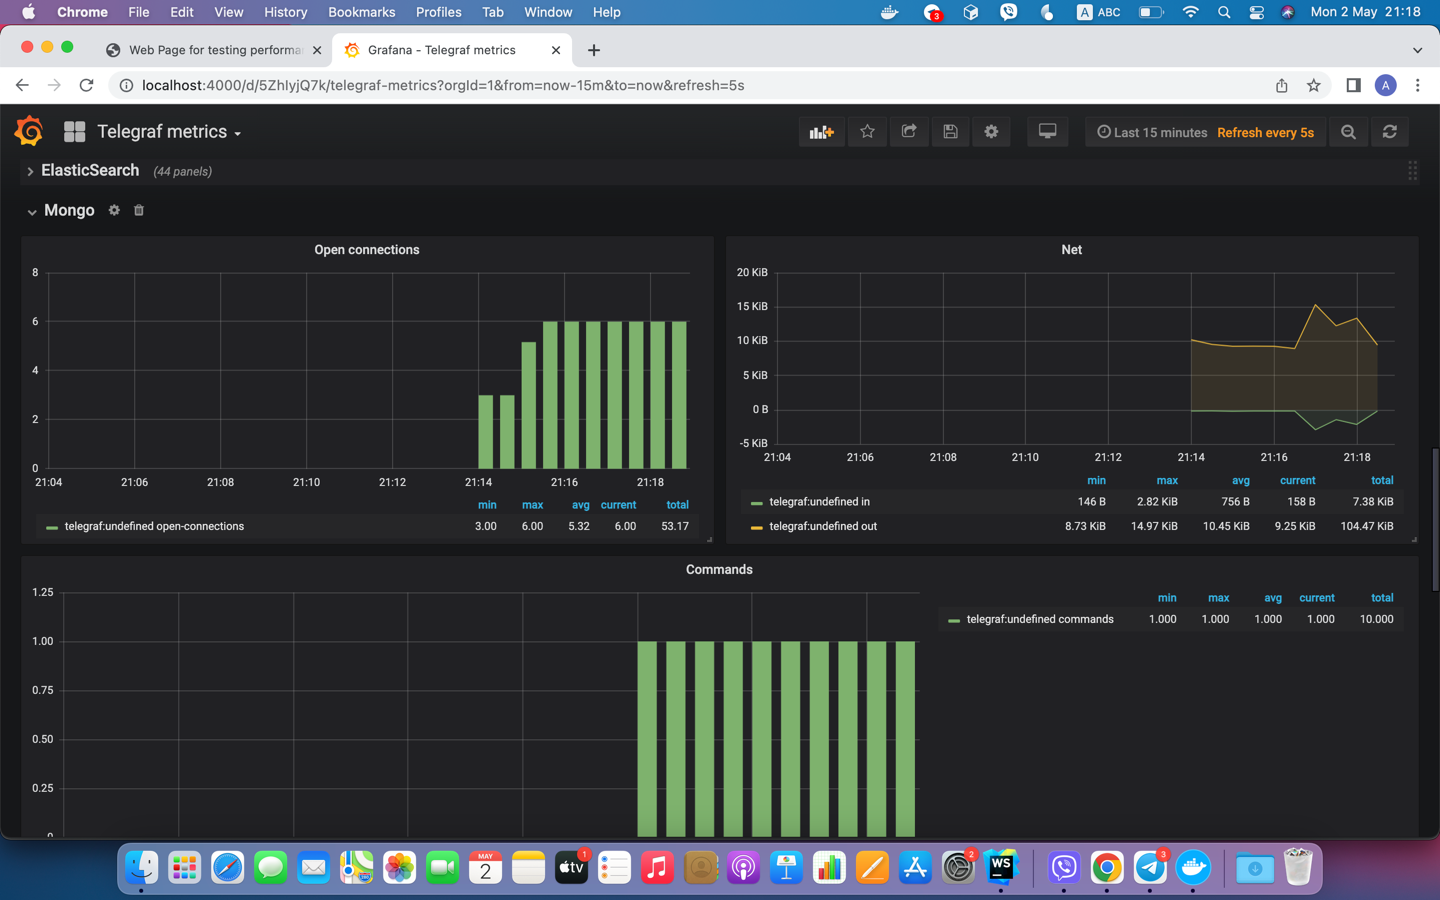 Chrome File Edit View History Bookmarks Profiles Tab Window Help 3 A ABC Mon 2 May 21:18
Web Page for testing performa
Grafana - Telegraf metrics
localhost:4000/d/5ZhIyjQ7k/telegraf-metrics?orgId=1&from=now-15m&to=now&refresh=5s A
Telegraf metrics
Last 15 minutes Refresh every 5s
ElasticSearch (44 panels)
Mongo
Open connections
8
6
4
2
0
21:04 21:06 21:08 21:10 21:12 21:14 21:16 21:18
min max avg current total
telegraf:undefined open-connections 3.00 6.00 5.32 6.00 53.17
Net
20 KiB
15 KiB
10 KiB
5 KiB
0 B
-5 KiB
21:04 21:06 21:08 21:10 21:12 21:14 21:16 21:18
min max avg current total
telegraf:undefined in 146 B 2.82 KiB 756 B 158 B 7.38 KiB
telegraf:undefined out 8.73 KiB 14.97 KiB 10.45 KiB 9.25 KiB 104.47 KiB
Commands
1.25
1.00
0.75
0.50
0.25
0
min max avg current total
telegraf:undefined commands 1.000 1.000 1.000 1.000 10.000
MAY
2
tv
1
2
WS
3